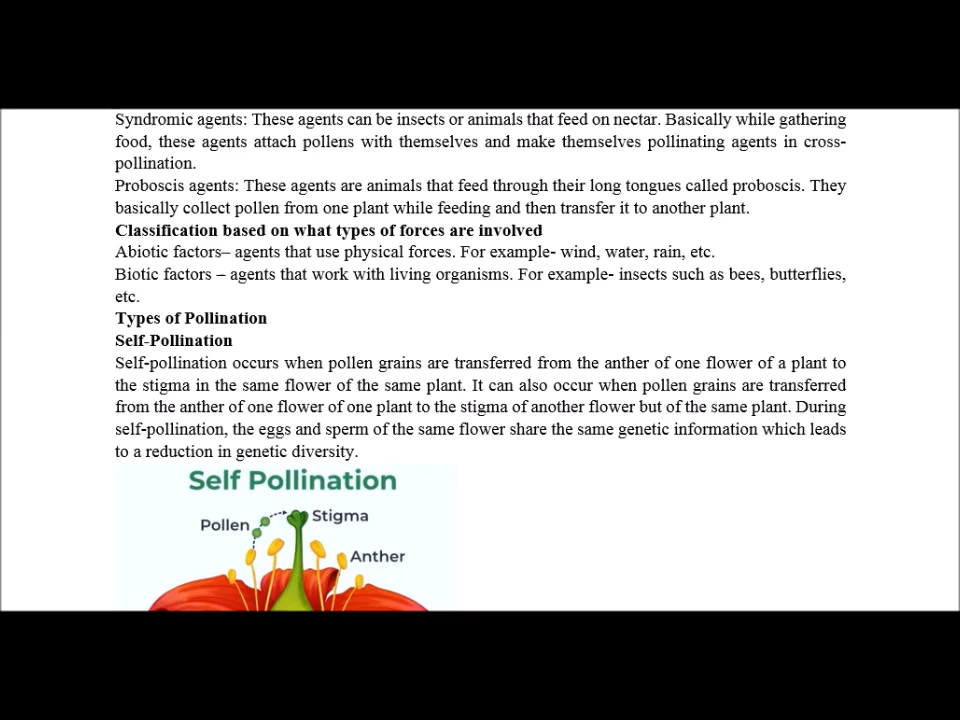 Syndromic agents: These agents can be insects or animals that feed on nectar. Basically while gathering
food, these agents attach pollens with themselves and make themselves pollinating agents in cross-
pollination.
Proboscis agents: These agents are animals that feed through their long tongues called proboscis. They
basically collect pollen from one plant while feeding and then transfer it to another plant.
Classification based on what types of forces are involved
Abiotic factors– agents that use physical forces. For example- wind, water, rain, etc.
Biotic factors – agents that work with living organisms. For example- insects such as bees, butterflies,
etc.
Types of Pollination
Self-Pollination
Self-pollination occurs when pollen grains are transferred from the anther of one flower of a plant to
the stigma in the same flower of the same plant. It can also occur when pollen grains are transferred
from the anther of one flower of one plant to the stigma of another flower but of the same plant. During
self-pollination, the eggs and sperm of the same flower share the same genetic information which leads
to a reduction in genetic diversity.
Self Pollination
Pollen
Stigma
Anther